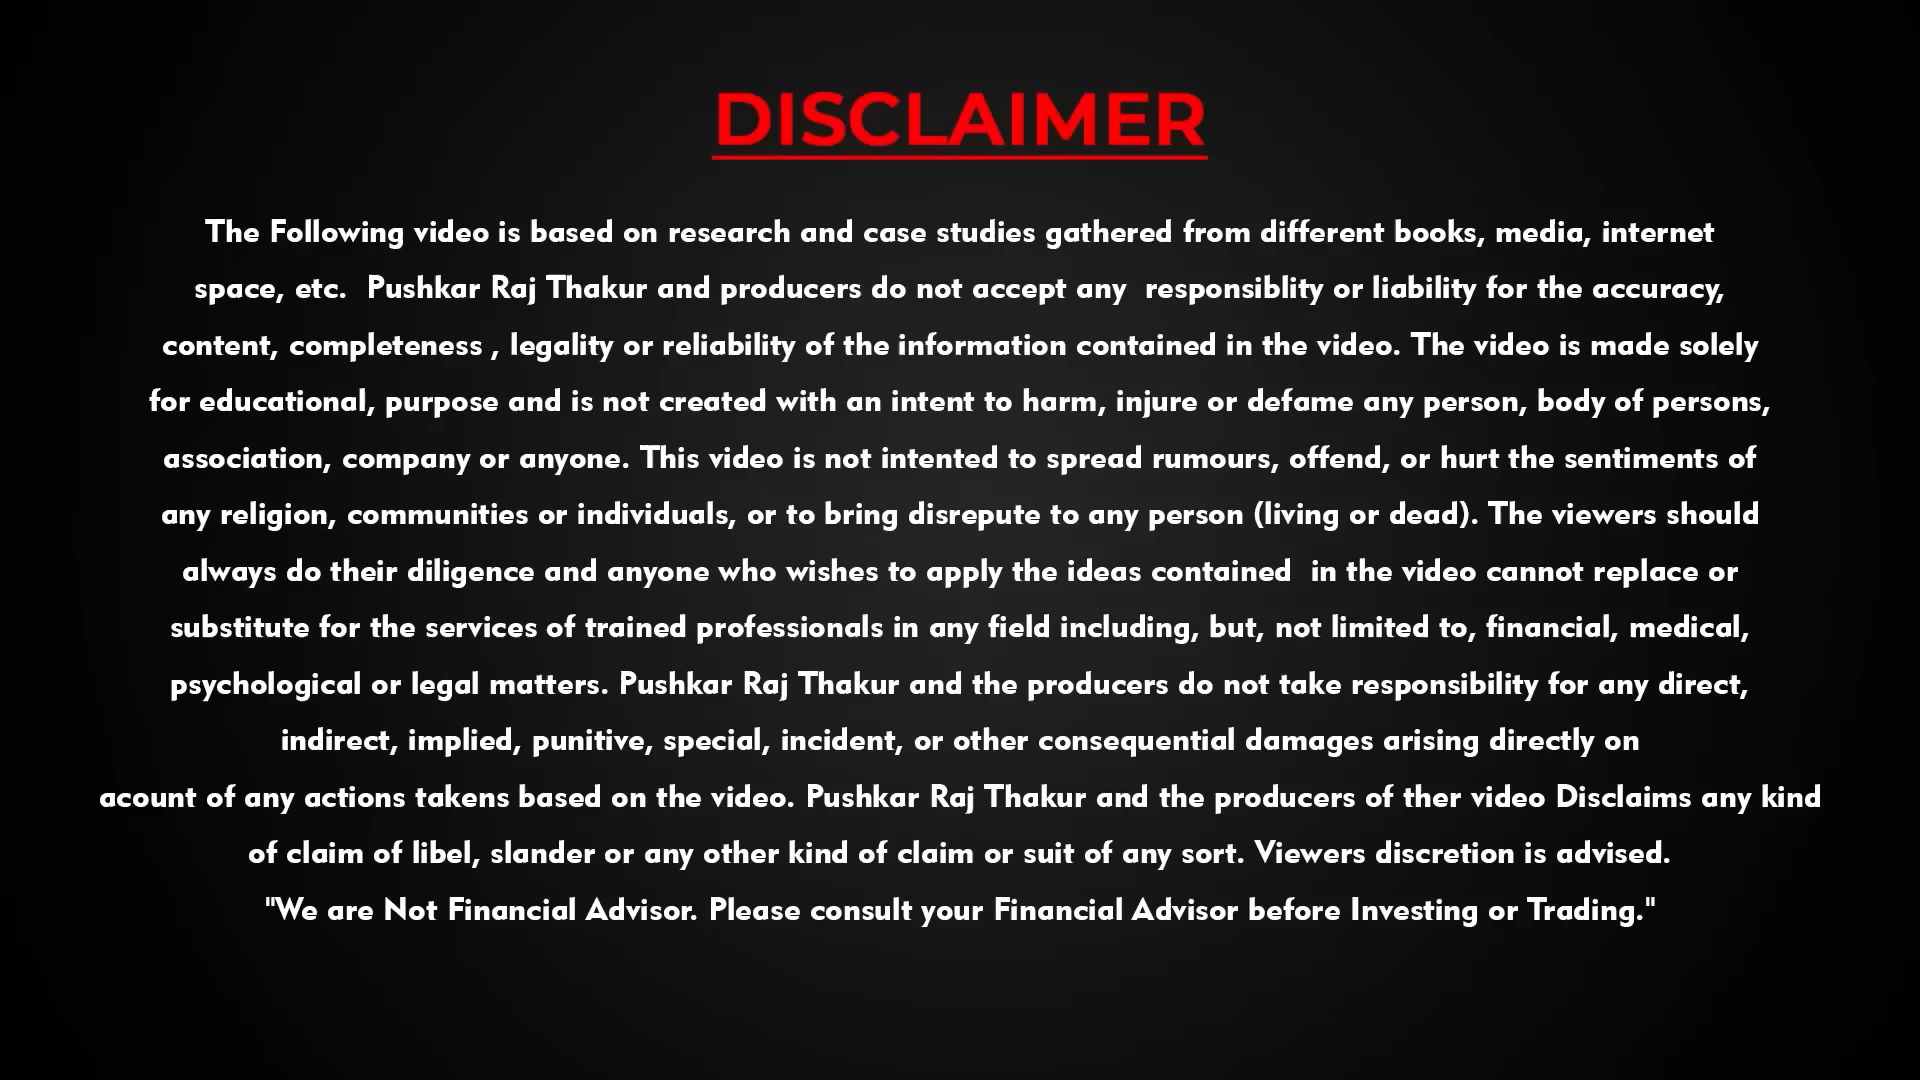 DISCLAIMER
The Following video is based on research and case studies gathered from different books, media, internet
space, etc.  Pushkar Raj Thakur and producers do not accept any  responsiblity or liability for the accuracy,
content, completeness , legality or reliability of the information contained in the video. The video is made solely
for educational, purpose and is not created with an intent to harm, injure or defame any person, body of persons,
association, company or anyone. This video is not intented to spread rumours, offend, or hurt the sentiments of
any religion, communities or individuals, or to bring disrepute to any person (living or dead). The viewers should
always do their diligence and anyone who wishes to apply the ideas contained  in the video cannot replace or
substitute for the services of trained professionals in any field including, but, not limited to, financial, medical,
psychological or legal matters. Pushkar Raj Thakur and the producers do not take responsibility for any direct,
indirect, implied, punitive, special, incident, or other consequential damages arising directly on
acount of any actions takens based on the video. Pushkar Raj Thakur and the producers of ther video Disclaims any kind
of claim of libel, slander or any other kind of claim or suit of any sort. Viewers discretion is advised.
"We are Not Financial Advisor. Please consult your Financial Advisor before Investing or Trading."